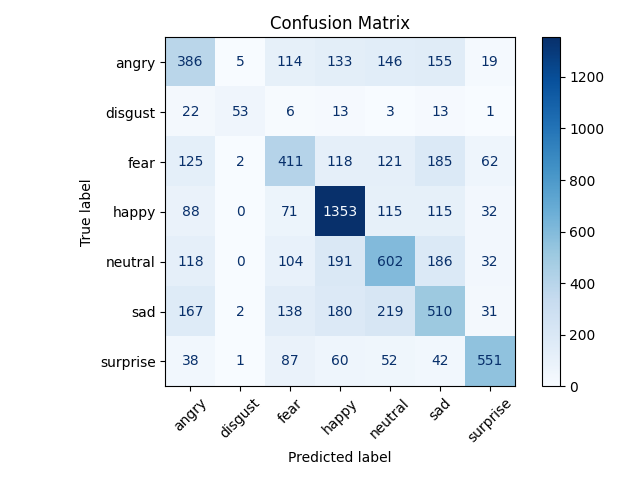 Confusion Matrix
True label
angry 386 5 114 133 146 155 19
disgust 22 53 6 13 3 13 1
fear 125 2 411 118 121 185 62
happy 88 0 71 1353 115 115 32
neutral 118 0 104 191 602 186 32
sad 167 2 138 180 219 510 31
surprise 38 1 87 60 52 42 551
angry disgust fear happy neutral sad surprise
Predicted label
1200
1000
800
600
400
200
0